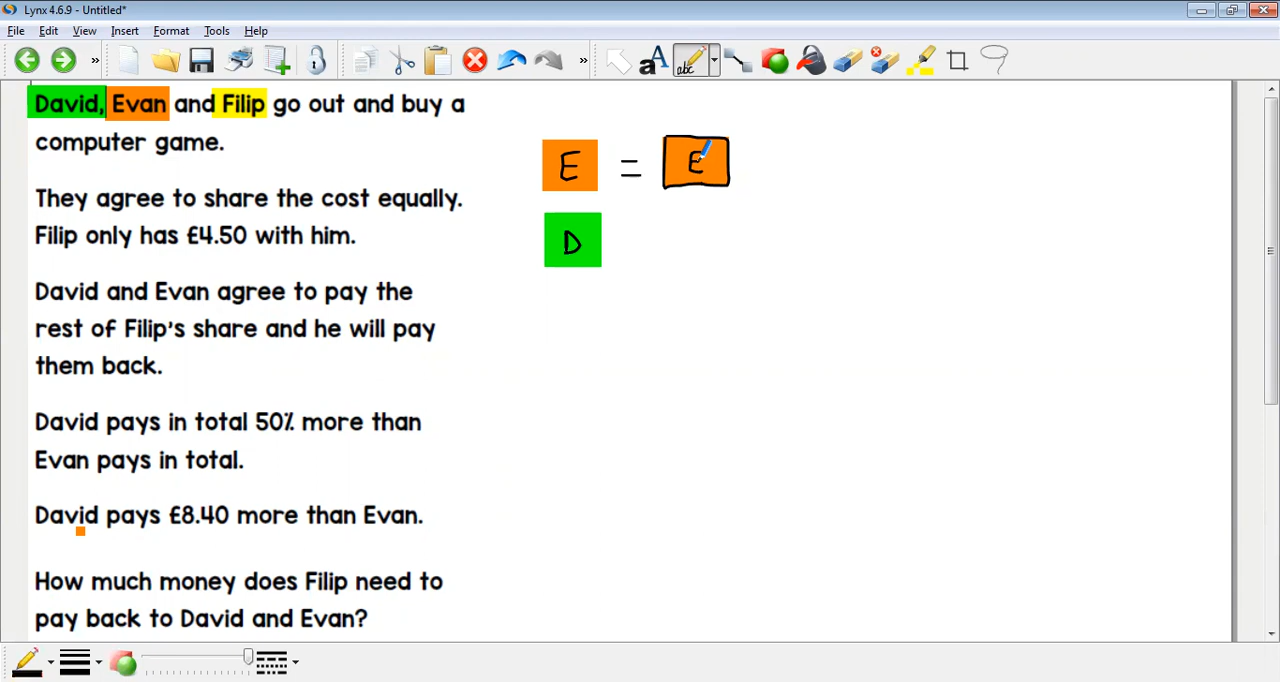 Lynx 4.6.9 - Untitled*
File Edit View Insert Format Tools Help
abc
David, Evan and Filip go out and buy a
computer game.
They agree to share the cost equally.
Filip only has £4.50 with him.
David and Evan agree to pay the
rest of Filip's share and he will pay
them back.
David pays in total 50% more than
Evan pays in total.
David pays £8.40 more than Evan.
How much money does Filip need to
pay back to David and Evan?
E = E
D